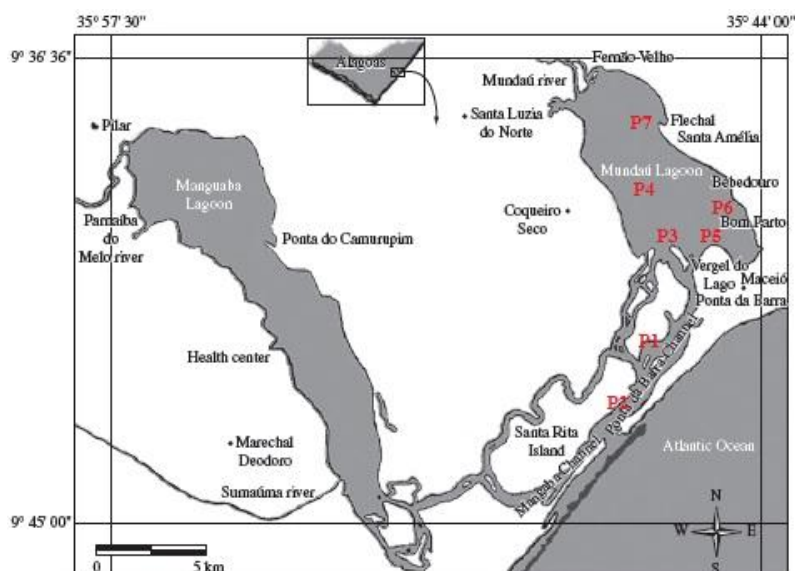 35° 57' 30"
35° 44' 00"
9° 36' 36"
Alagoas
Fernão-Velho
Mundaú river
Santa Luzia
do Norte
P7
Flechal
Santa Amélia
Pilar
Manguaba
Lagoon
Mundaú Lagoon
P4
Bebedouro
P6
Bom Parto
Coqueiro
Seco
P3
P5
Paraíba
do
Melo river
Ponta do Camurupim
Vergel do
Lago
Maceió
Ponta da Barra
P1
Health center
Ponta da Barra Channel
P2
Santa Rita
Island
Atlantic Ocean
Marechal
Deodoro
Manguaba Channel
Sumaúma river
9° 45' 00"
N
W
E
S
0
5 km